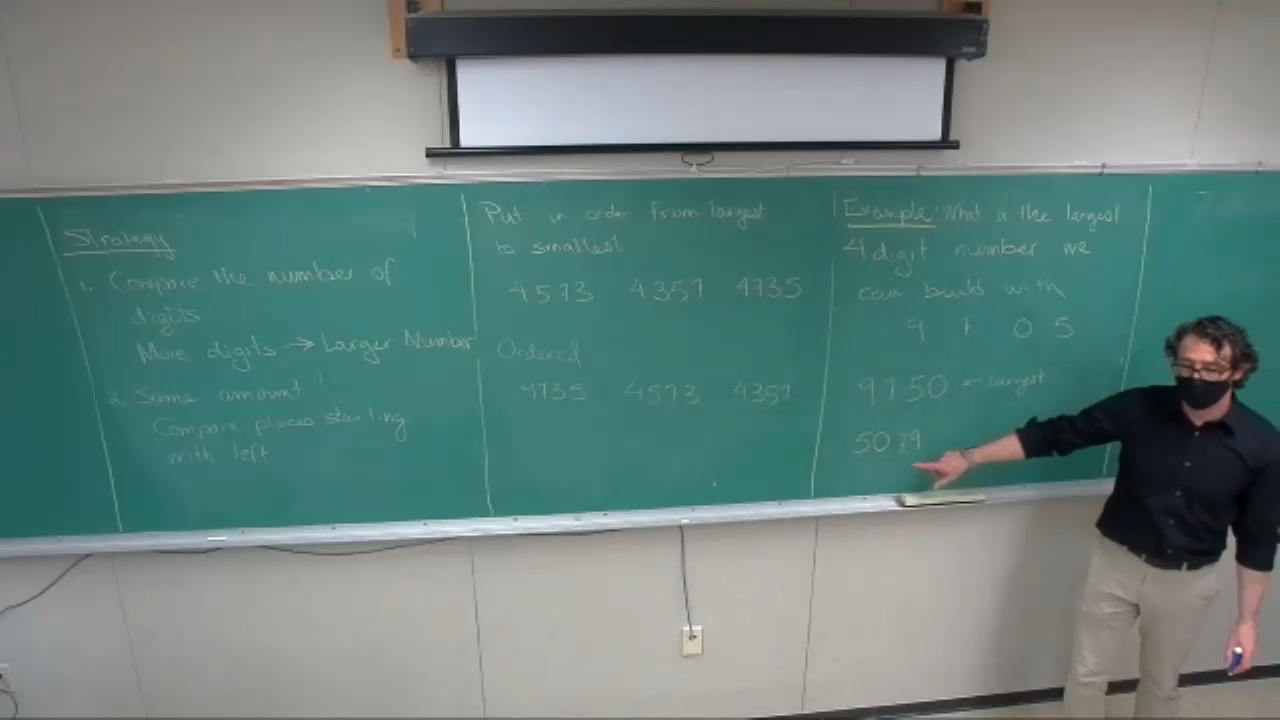 Strategy
1. Compare the number of
digits.
More digits → Larger Number
2. Same amount
Compare places starting
with left
Put in order from largest
to smallest
4573 4357 4735
Ordered
4735 4573 4357
Example: What is the largest
4 digit number we
can build with
9 7 0 5
9750 ← Largest
5079